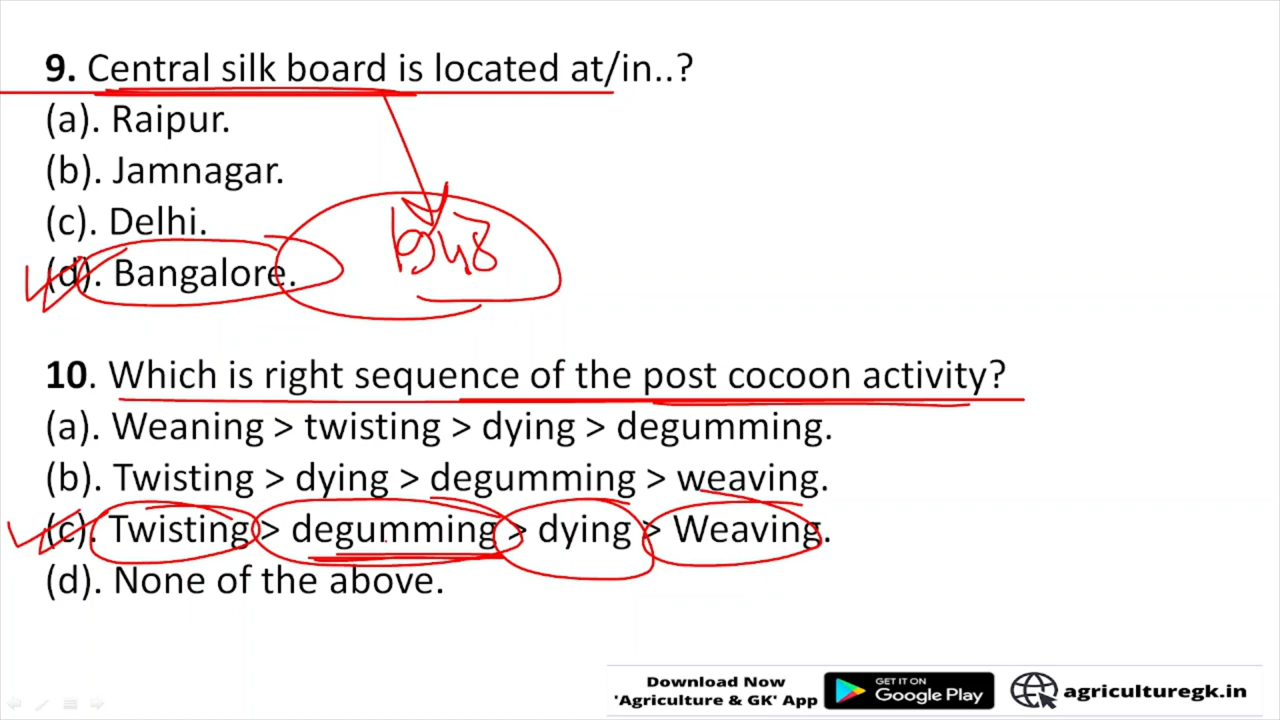 9. Central silk board is located at/in..?
(a). Raipur.
(b). Jamnagar.
(c). Delhi.
(d). Bangalore.
1948
10. Which is right sequence of the post cocoon activity?
(a). Weaning > twisting > dying > degumming.
(b). Twisting > dying > degumming > weaving.
(c). Twisting > degumming > dying > Weaving.
(d). None of the above.
Download Now
'Agriculture & GK' App
GET IT ON
Google Play
agriculturegk.in